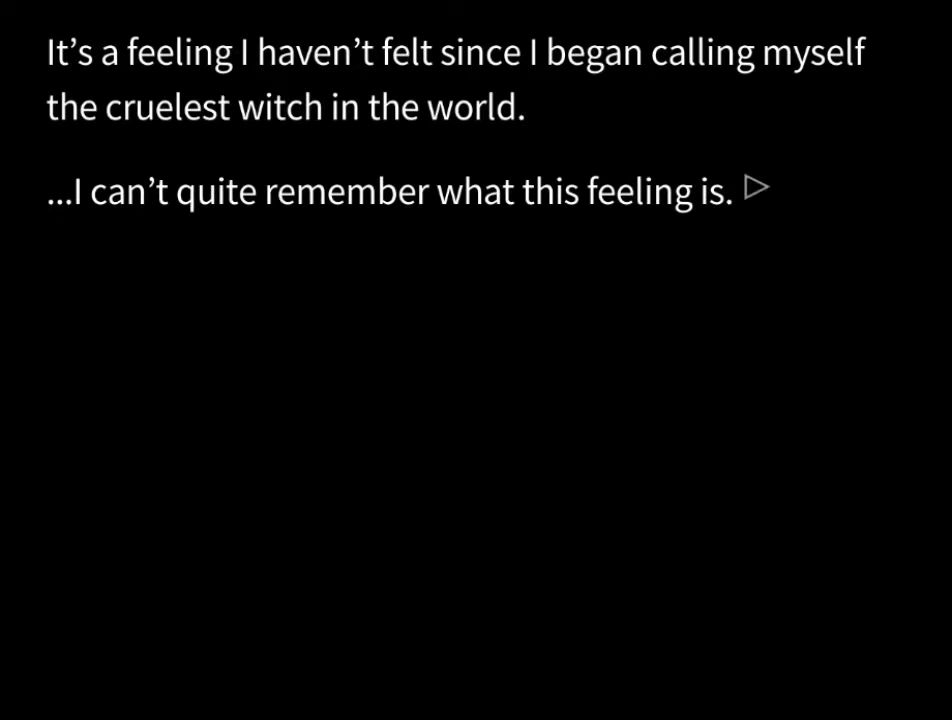 It’s a feeling I haven’t felt since I began calling myself
the cruelest witch in the world.
...I can’t quite remember what this feeling is.